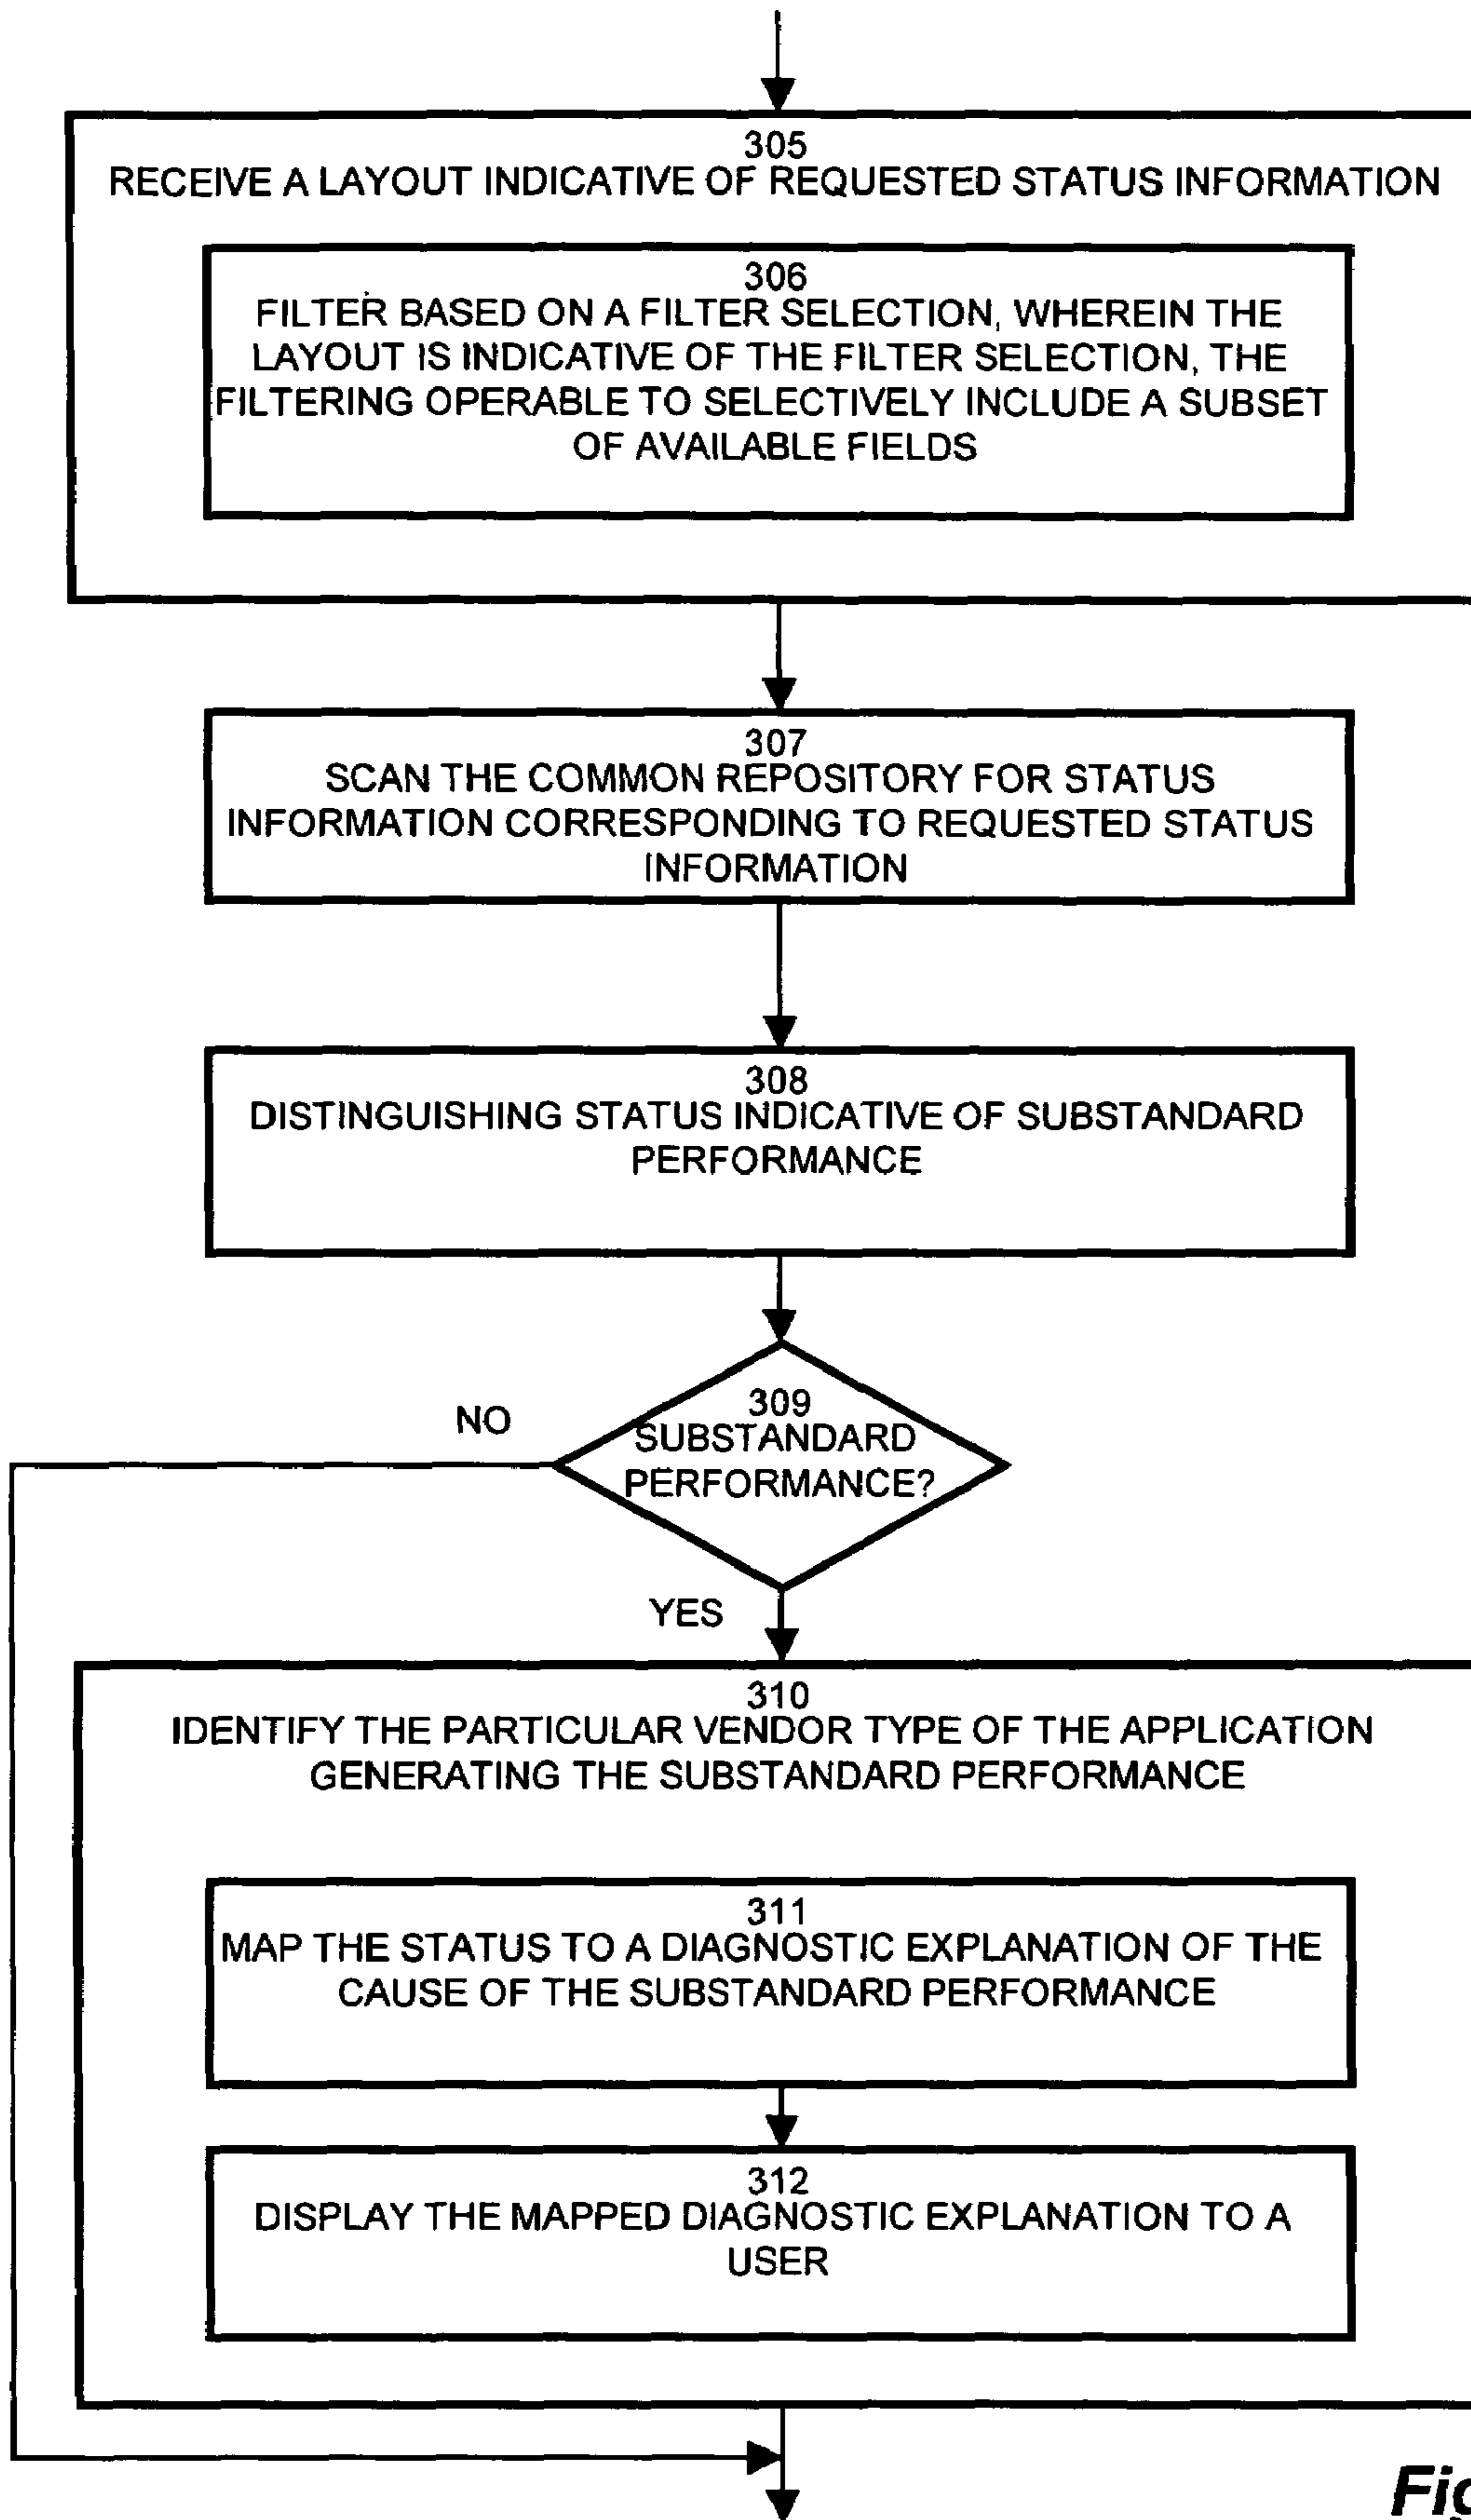 305
RECEIVE A LAYOUT INDICATIVE OF REQUESTED STATUS INFORMATION
306
FILTER BASED ON A FILTER SELECTION, WHEREIN THE
LAYOUT IS INDICATIVE OF THE FILTER SELECTION, THE
FILTERING OPERABLE TO SELECTIVELY INCLUDE A SUBSET
OF AVAILABLE FIELDS
307
SCAN THE COMMON REPOSITORY FOR STATUS
INFORMATION CORRESPONDING TO REQUESTED STATUS
INFORMATION
308
DISTINGUISHING STATUS INDICATIVE OF SUBSTANDARD
PERFORMANCE
309
SUBSTANDARD
PERFORMANCE?
NO
YES
310
IDENTIFY THE PARTICULAR VENDOR TYPE OF THE APPLICATION
GENERATING THE SUBSTANDARD PERFORMANCE
311
MAP THE STATUS TO A DIAGNOSTIC EXPLANATION OF THE
CAUSE OF THE SUBSTANDARD PERFORMANCE
312
DISPLAY THE MAPPED DIAGNOSTIC EXPLANATION TO A
USER